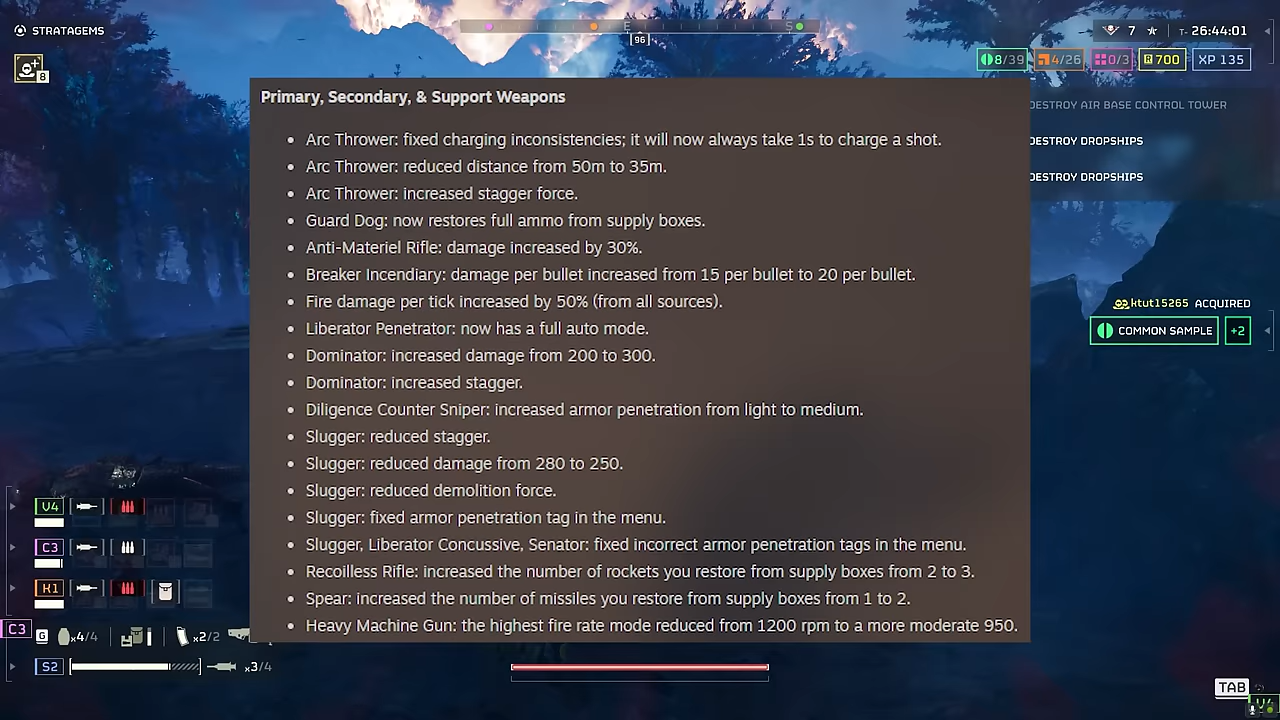 STRATAGEMS
8
E
S
96
7
T- 26:44:01
8/39
4/26
0/3
700
XP 135
Primary, Secondary, & Support Weapons
DESTROY AIR BASE CONTROL TOWER
• Arc Thrower: fixed charging inconsistencies; it will now always take 1s to charge a shot.
DESTROY DROPSHIPS
• Arc Thrower: reduced distance from 50m to 35m.
DESTROY DROPSHIPS
• Arc Thrower: increased stagger force.
• Guard Dog: now restores full ammo from supply boxes.
• Anti-Materiel Rifle: damage increased by 30%.
• Breaker Incendiary: damage per bullet increased from 15 per bullet to 20 per bullet.
• Fire damage per tick increased by 50% (from all sources).
ktut15265 ACQUIRED
• Liberator Penetrator: now has a full auto mode.
COMMON SAMPLE +2
• Dominator: increased damage from 200 to 300.
• Dominator: increased stagger.
• Diligence Counter Sniper: increased armor penetration from light to medium.
• Slugger: reduced stagger.
• Slugger: reduced damage from 280 to 250.
• Slugger: reduced demolition force.
• Slugger: fixed armor penetration tag in the menu.
• Slugger, Liberator Concussive, Senator: fixed incorrect armor penetration tags in the menu.
• Recoilless Rifle: increased the number of rockets you restore from supply boxes from 2 to 3.
• Spear: increased the number of missiles you restore from supply boxes from 1 to 2.
• Heavy Machine Gun: the highest fire rate mode reduced from 1200 rpm to a more moderate 950.
V4
C3
K1
C3
G x4/4 x2/2
S2 x3/4
TAB